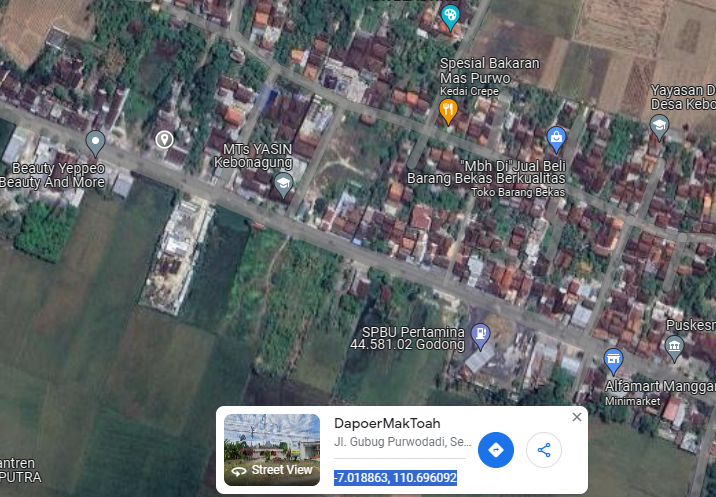 Spesial Bakaran
Mas Purwo
Kedai Crepe
Yayasan D
Desa Kebo
MTs YASIN
Kebonagung
Beauty Yeppeo
Beauty And More
"Mbh Di"Jual Beli
Barang Bekas Berkualitas
Toko Barang Bekas
SPBU Pertamina
44.581.02 Godong
Puskesm
Alfamart Manggar
Minimarket
antren
PUTRA
DapoerMakToah
Jl. Gubug Purwodadi, Se...
Street View
-7.018863, 110.696092